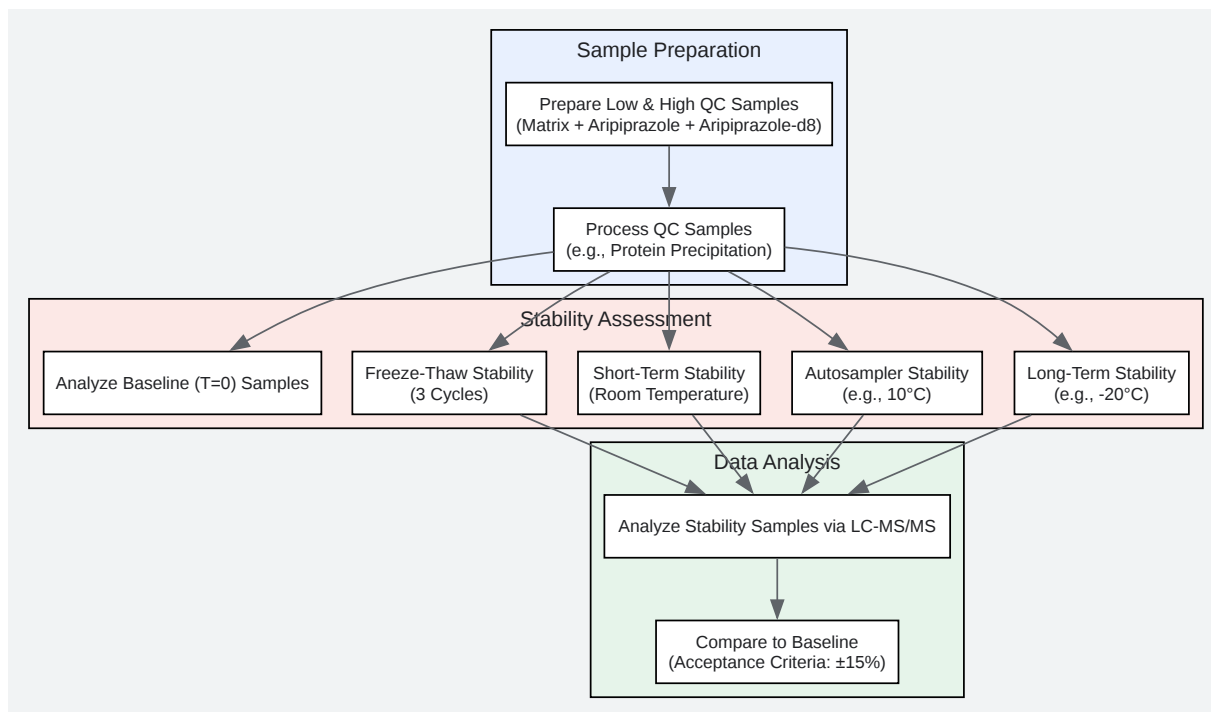 Sample Preparation
Prepare Low & High QC Samples
(Matrix + Aripiprazole + Aripiprazole-d8)
Process QC Samples
(e.g., Protein Precipitation)
Stability Assessment
Analyze Baseline (T=0) Samples
Freeze-Thaw Stability
(3 Cycles)
Short-Term Stability
(Room Temperature)
Autosampler Stability
(e.g., 10°C)
Long-Term Stability
(e.g., -20°C)
Data Analysis
Analyze Stability Samples via LC-MS/MS
Compare to Baseline
(Acceptance Criteria: ±15%)